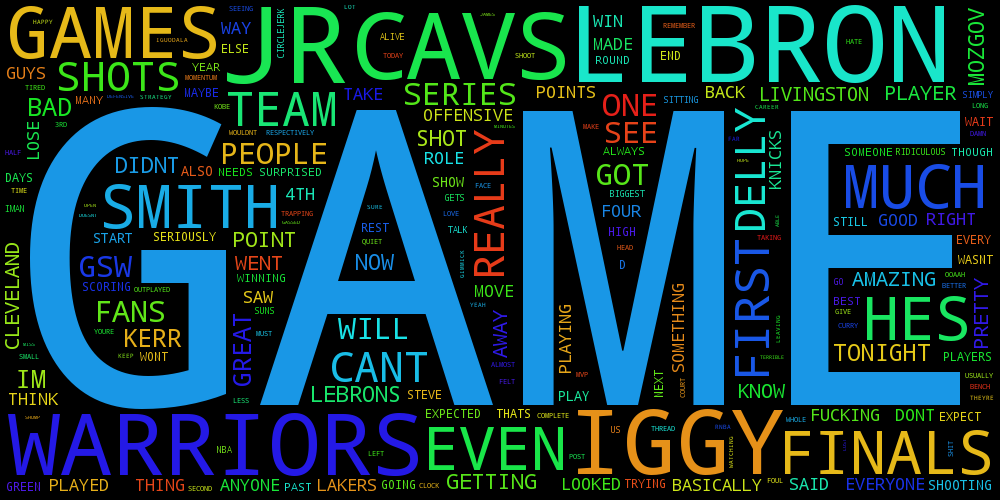 GAMES
JR
CAVS
LEBRON
HAPPY
IGUODALA
SEEING
WAY
ELSE
CIRCLEJERK
LOT
ALIVE
TODAY
JAMES
SHOOT
WIN
MADE
ROUND
REMEMBER
END
HATE
MOZGOV
GUYS
TIRED
SHOTS
YEAR
MOMENTUM
MAYBE
KOBE
STRATEGY
BAD
MANY
3RD
LOSE
HALF
TEAM
TAKE
WOULDNT
RESPECTIVELY
SERIES
OFFENSIVE
MINUTES
POINTS
BACK
SITTING
LIVINGSTON
PLAYER
SIMPLY
LONG
CAREER
WAIT
DAMN
MAKE
ONE
SEE
ALWAYS
SHOT
ROLE
REALLY
SHOW
FACE
GETS
LOVE
TALK
GIMMICK
GOT
BIGGEST
FOUR
HIGH
HEAD
D
HOPE
DELLY
KNICKS
SOMEONE
RIDICULOUS
THOUGH
MUCH
STILL
GOOD
RIGHT
ABLE
TAKING
EVERY
WASNT
PEOPLE
NEEDS
SURPRISED
DIDNT
ALSO
DAYS
TIME
IMAN
OPEN
DOESNT
SMITH
4TH
TRAPPING
GASSED
START
SERIOUSLY
POINT
WENT
WINNING
SAW
SUNS
GSW
SCORING
OUTPLAYED
FANS
YOURE
KERR
KEEP
WONT
CLEVELAND
MISS
SMALL
IM
THINK
GREAT
MUST
LESS
SURE
REST
QUIET
NOW
WILL
CANT
LEBRONS
STEVE
MOVE
YEAH
AWAY
ALMOST
FELT
GAME
PLAYING
MVP
PLAY
SOMETHING
COURT
NEXT
FIRST
LEAVING
TERRIBLE
KNOW
GO
AMAZING
OOAAH
BETTER
BEST
GIVE
CURRY
HES
PRETTY
TONIGHT
PLAYERS
USUALLY
BENCH
THEYRE
WARRIORS
NBA
LEFT
EXPECTED
THATS
COMPLETE
EVEN
POST
IGGY
US
THREAD
WATCHING
WHOLE
FUCKING
DONT
EXPECT
FINALS
SHIT
GREEN
PLAYED
THING
SECOND
ANYONE
PAST
LAKERS
GOING
CLOCK
GETTING
LOOKED
TRYING
BASICALLY
FOUL
SAID
EVERYONE
SHOOTING